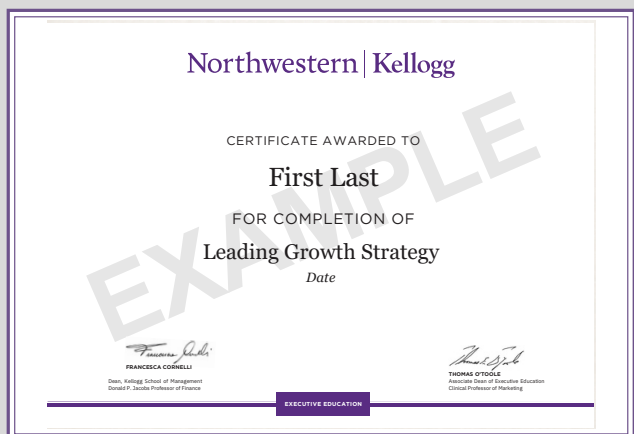 Northwestern | Kellogg
CERTIFICATE AWARDED TO
First Last
FOR COMPLETION OF
Leading Growth Strategy
Date
EXAMPLE
FRANCESCA CORNELLI
Dean, Kellogg School of Management
Donald P. Jacobs Professor of Finance
THOMAS O'TOOLE
Associate Dean of Executive Education
Clinical Professor of Marketing
EXECUTIVE EDUCATION